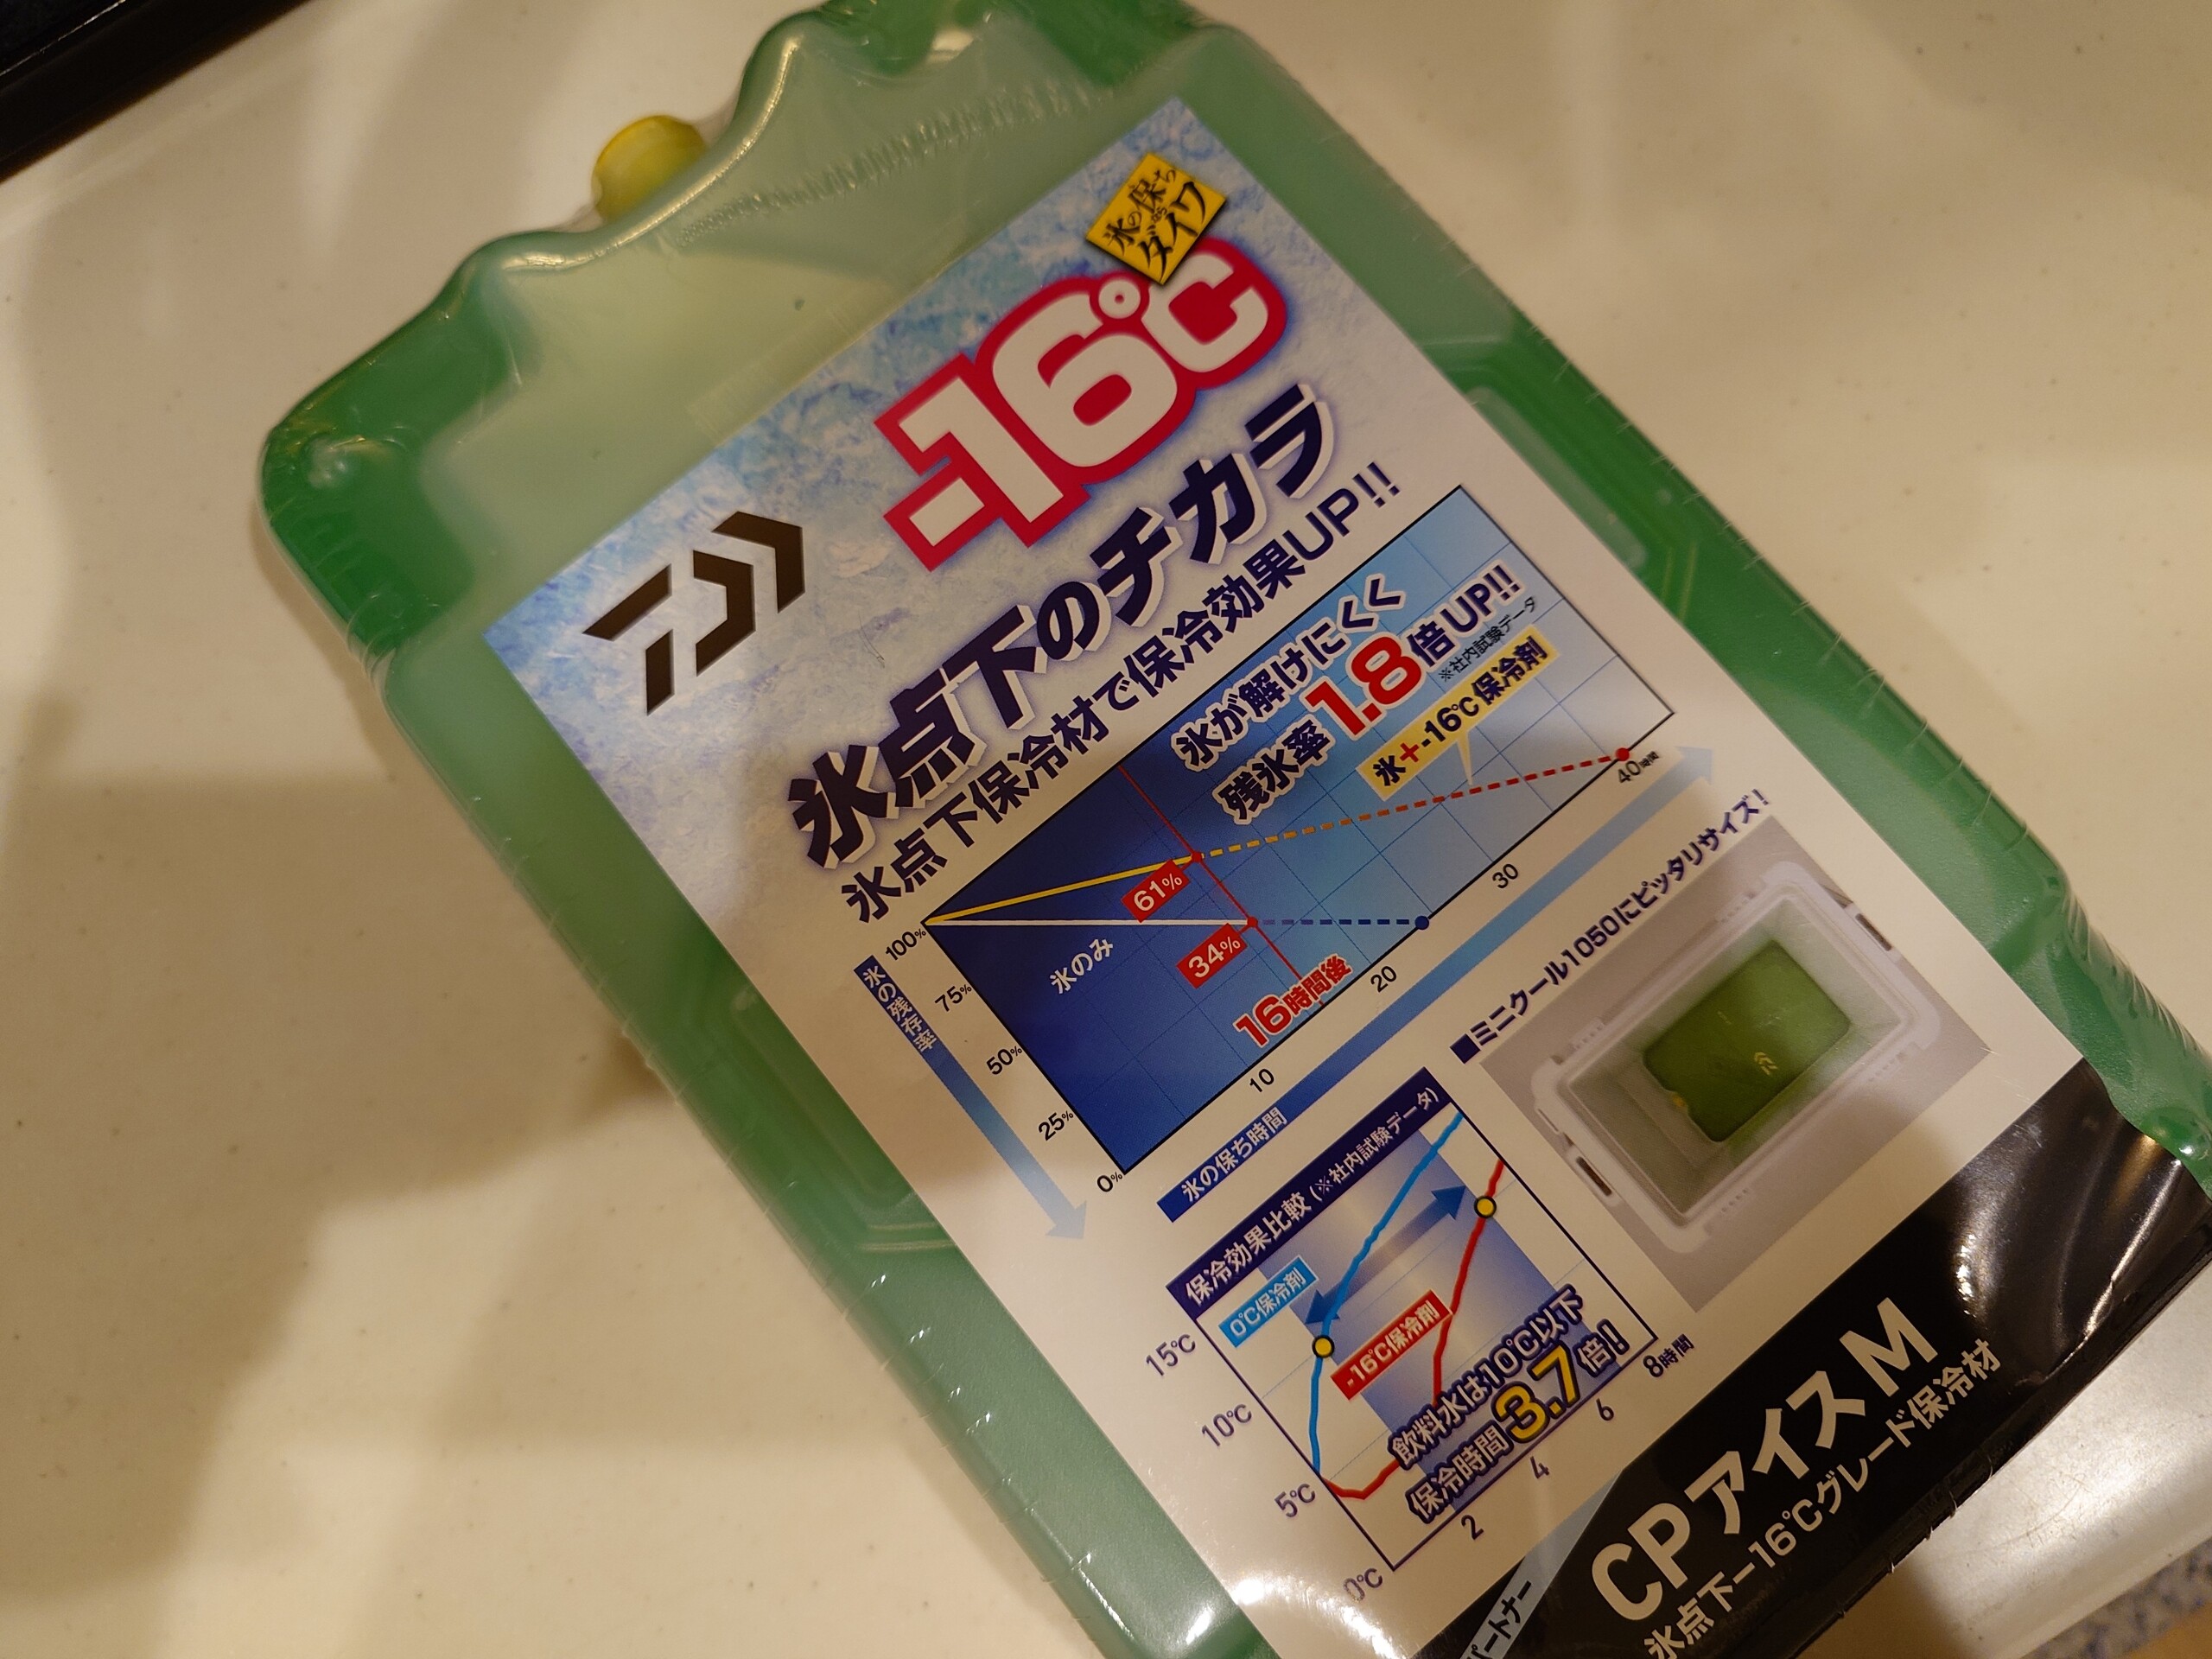 氷の保ち
ダイワ
-16℃
氷点下のチカラ
氷点下保冷材で保冷効果UP!!
氷が解けにくく
残氷率1.8倍UP!!
※社内試験データ
氷+-16℃保冷剤
61%
氷のみ
34%
16時間後
100%
75%
50%
25%
0%
10
20
30
40時間
氷の残存率
氷の保ち時間
■ミニクール1050にピッタリサイズ!
保冷効果比較(※社内試験データ)
0℃保冷剤
-16℃保冷剤
飲料水は10℃以下
保冷時間3.7倍!
15℃
10℃
5℃
0℃
2
4
6
8時間
パートナー
CPアイス M
氷点下-16℃グレード保冷材